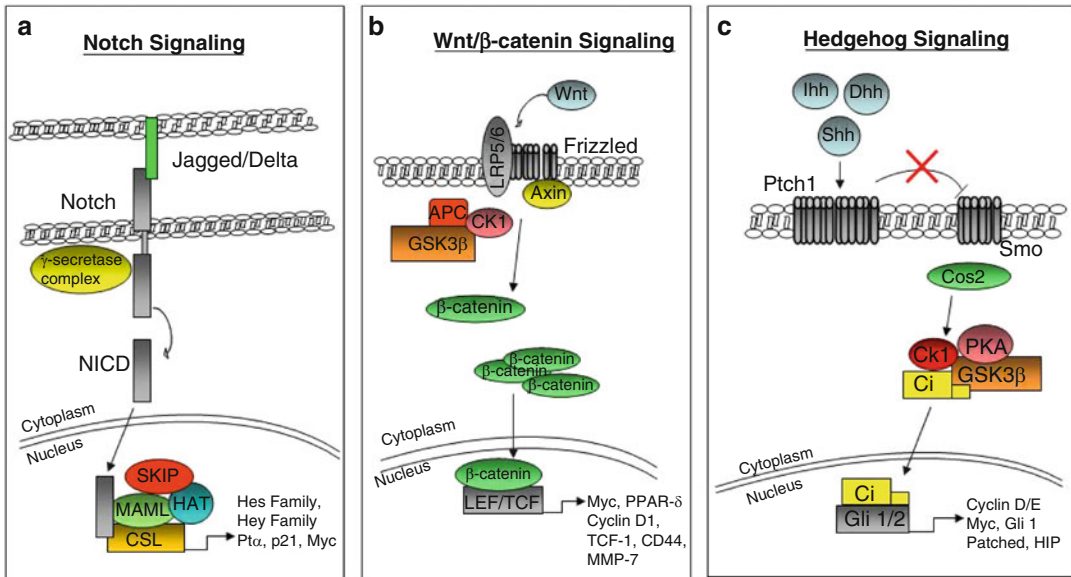 a
Notch Signaling
Jagged/Delta
Notch
γ-secretase
complex
NICD
Cytoplasm
Nucleus
SKIP
MAML
HAT
CSL
Hes Family,
Hey Family
Ptα, p21, Myc
b
Wnt/β-catenin Signaling
Wnt
LRP5/6
Frizzled
Axin
APC
CK1
GSK3β
β-catenin
β-catenin
β-catenin
β-catenin
Cytoplasm
Nucleus
β-catenin
LEF/TCF
Myc, PPAR-δ
Cyclin D1,
TCF-1, CD44,
MMP-7
c
Hedgehog Signaling
Ihh
Dhh
Shh
Ptch1
Smo
Cos2
Ck1
PKA
Ci
GSK3β
Cytoplasm
Nucleus
Ci
Gli 1/2
Cyclin D/E
Myc, Gli 1
Patched, HIP